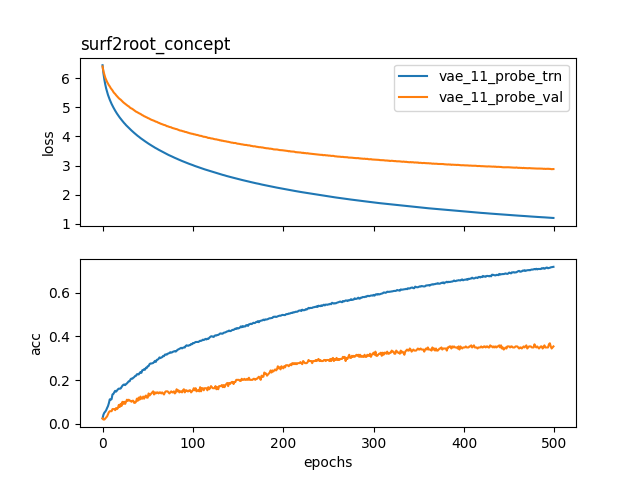 surf2root_concept
6
5
4
3
2
1
loss
vae_11_probe_trn
vae_11_probe_val
0.6
0.4
0.2
0.0
acc
0 100 200 300 400 500
epochs